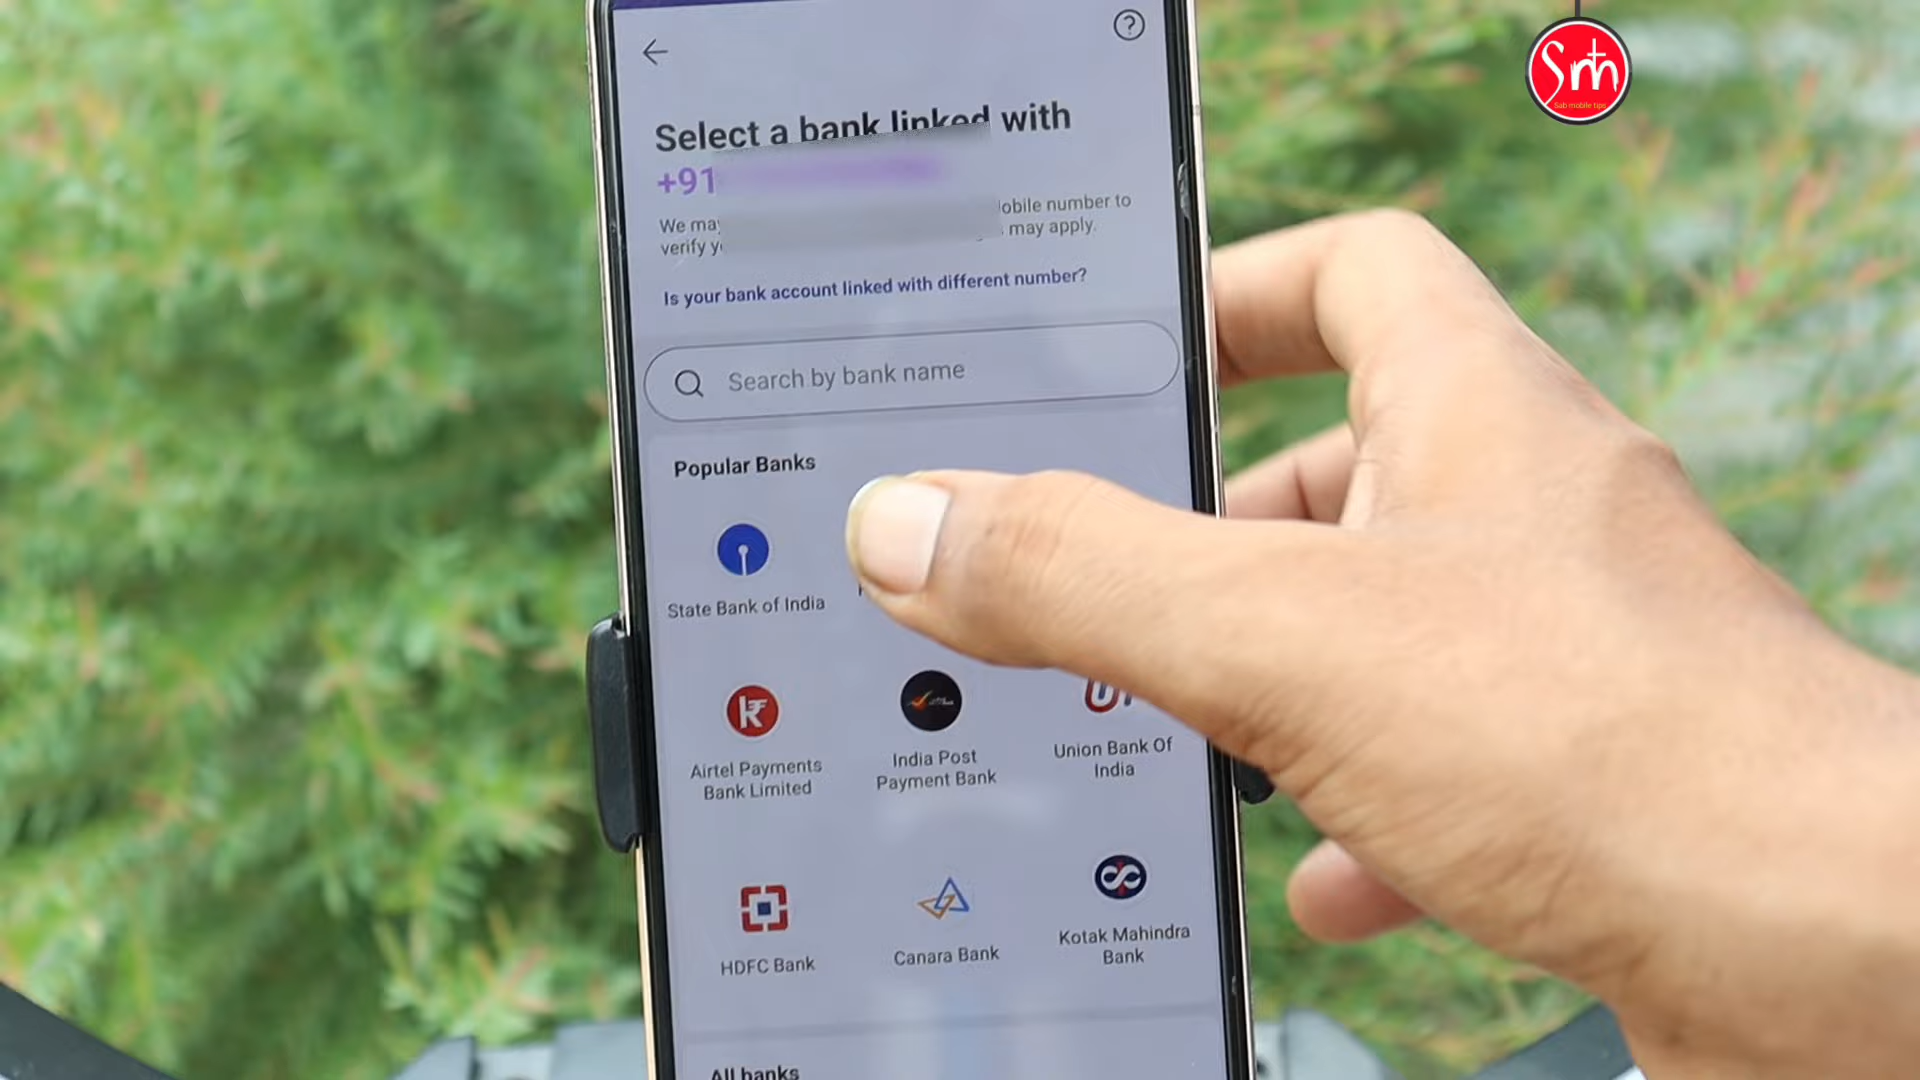 Srm
Sab mobile tips
Select a bank linked with
+91
We may
obile number to
verify y
may apply.
Is your bank account linked with different number?
Search by bank name
Popular Banks
State Bank of India
Airtel Payments
Bank Limited
India Post
Payment Bank
Union Bank Of
India
HDFC Bank
Canara Bank
Kotak Mahindra
Bank
All banks